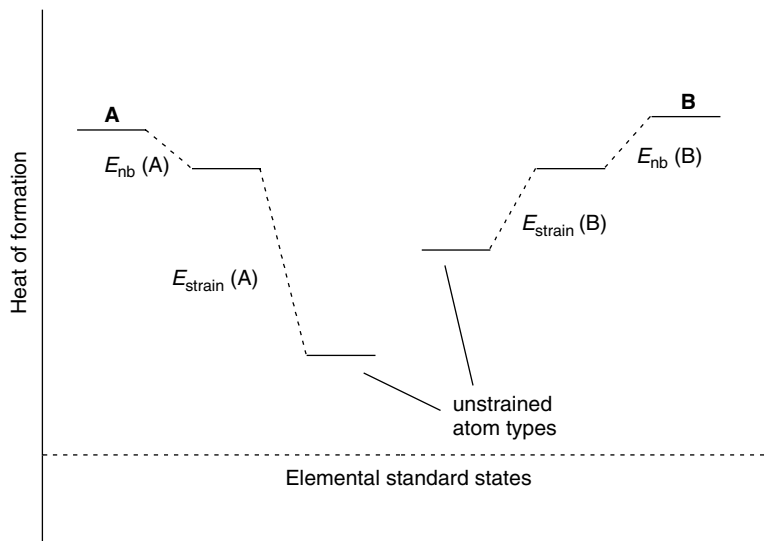 A
B
E_nb (A)
E_nb (B)
E_strain (B)
E_strain (A)
Heat of formation
unstrained
atom types
Elemental standard states